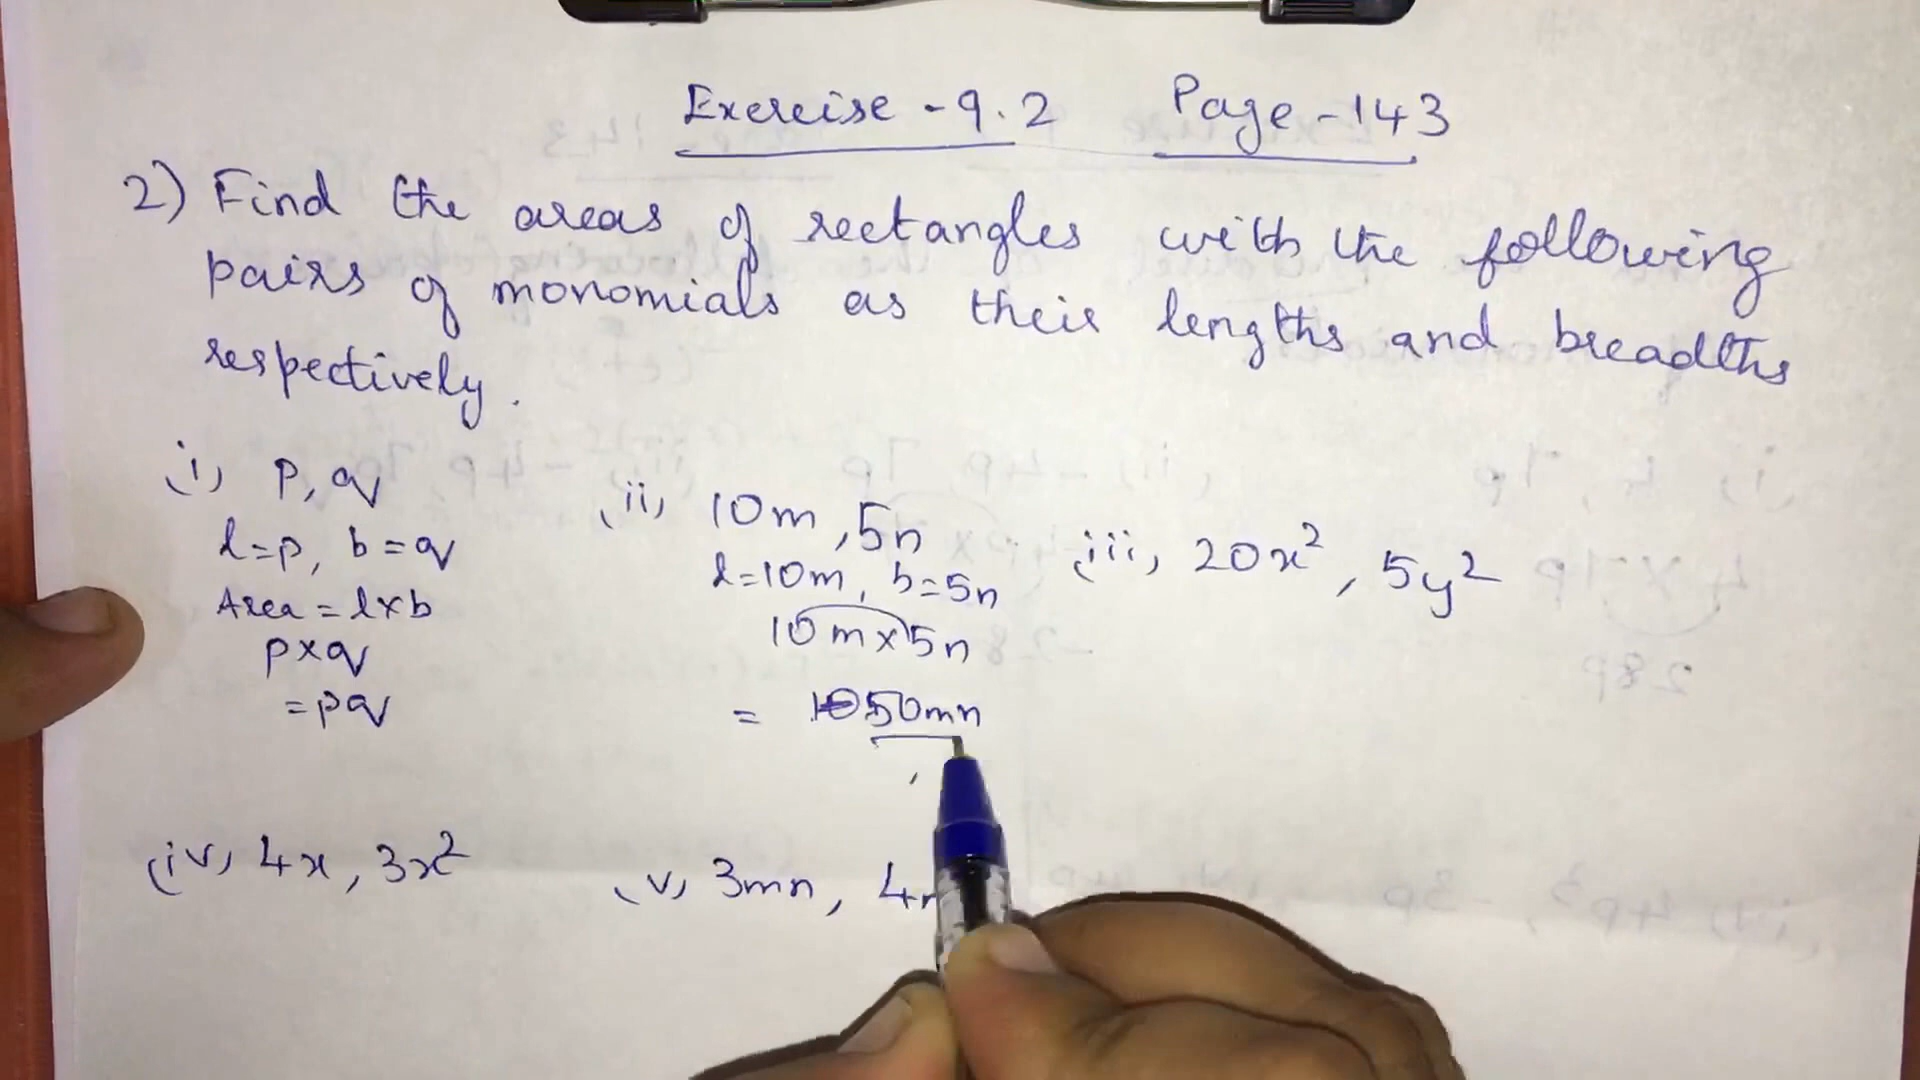 Exercise - 9.2 Page - 143
2) Find the areas of rectangles with the following
pairs of monomials as their lengths and breadths
respectively.
(i) p, q
l=p, b=q
Area = l×b
p×q
=pq
(ii) 10m, 5n
l=10m, b=5n
10m×5n
= 50mn
(iii) 20x², 5y²
(iv) 4x, 3x²
(v) 3mn, 4